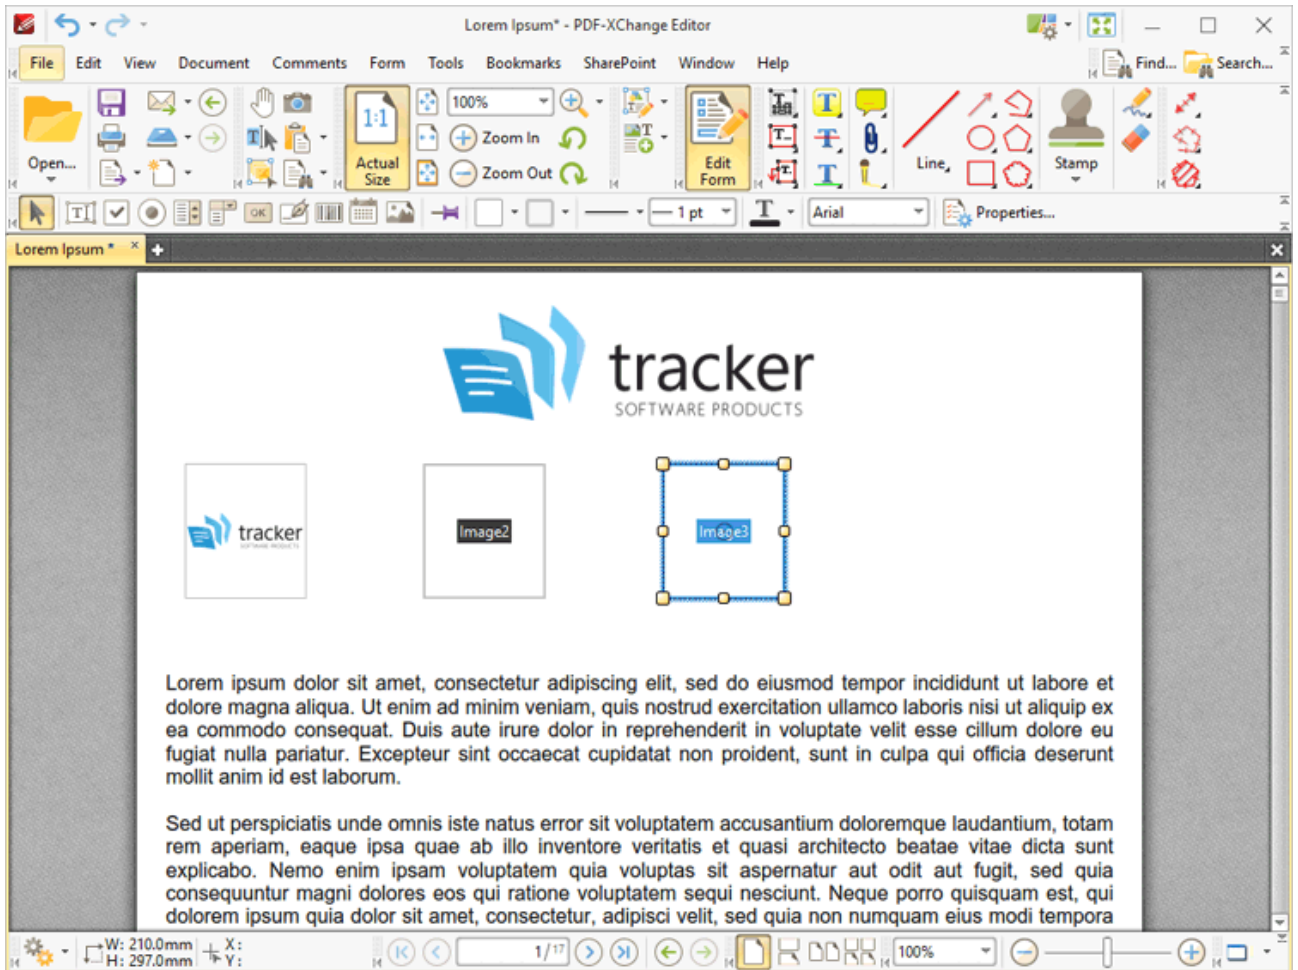 Lorem Ipsum* - PDF-XChange Editor
File Edit View Document Comments Form Tools Bookmarks SharePoint Window Help Find... Search...
Open... 1:1 Actual Size 100% Zoom In Zoom Out Edit Form Line, Stamp
OK 1 pt T Arial Properties...
Lorem Ipsum * × +
tracker
SOFTWARE PRODUCTS
tracker
SOFTWARE PRODUCTS
Image2
Image3
Lorem ipsum dolor sit amet, consectetur adipiscing elit, sed do eiusmod tempor incididunt ut labore et
dolore magna aliqua. Ut enim ad minim veniam, quis nostrud exercitation ullamco laboris nisi ut aliquip ex
ea commodo consequat. Duis aute irure dolor in reprehenderit in voluptate velit esse cillum dolore eu
fugiat nulla pariatur. Excepteur sint occaecat cupidatat non proident, sunt in culpa qui officia deserunt
mollit anim id est laborum.
Sed ut perspiciatis unde omnis iste natus error sit voluptatem accusantium doloremque laudantium, totam
rem aperiam, eaque ipsa quae ab illo inventore veritatis et quasi architecto beatae vitae dicta sunt
explicabo. Nemo enim ipsam voluptatem quia voluptas sit aspernatur aut odit aut fugit, sed quia
consequuntur magni dolores eos qui ratione voluptatem sequi nesciunt. Neque porro quisquam est, qui
dolorem ipsum quia dolor sit amet, consectetur, adipisci velit, sed quia non numquam eius modi tempora
W: 210.0mm X:
H: 297.0mm Y:
1/17 100%